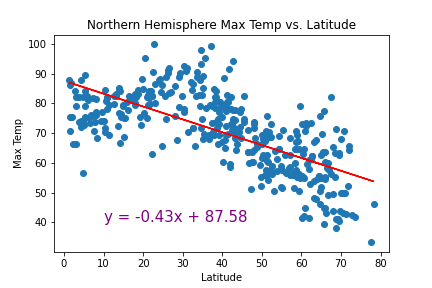 Northern Hemisphere Max Temp vs. Latitude
100
90
80
70
60
50
40
Max Temp
y = -0.43x + 87.58
0 10 20 30 40 50 60 70 80
Latitude